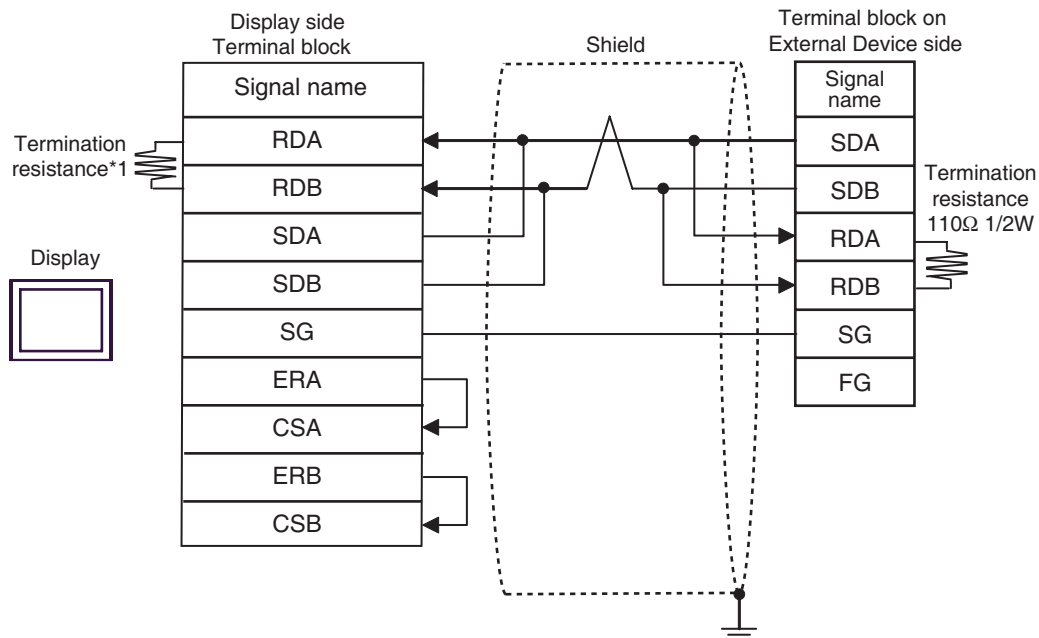 Display side
Terminal block
Shield
Terminal block on
External Device side
Signal name
Signal
name
Termination
resistance*1
RDA
RDB
SDA
SDB
SG
ERA
CSA
ERB
CSB
Display
SDA
SDB
RDA
RDB
SG
FG
Termination
resistance
110Ω 1/2W